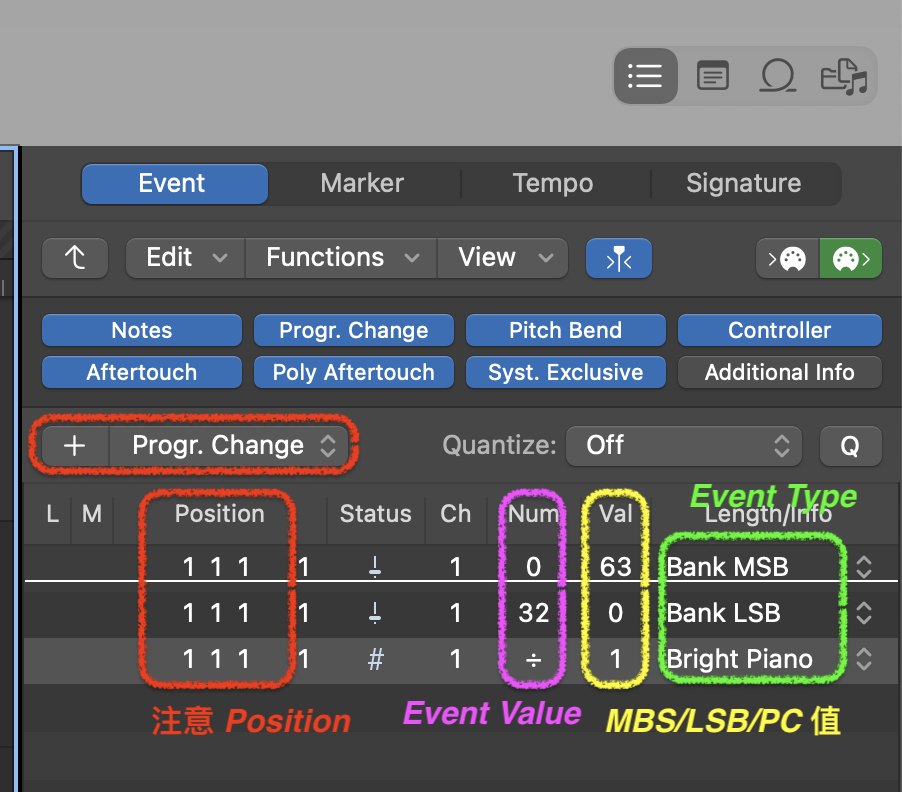 Event Marker Tempo Signature
Edit Functions View
Notes Progr. Change Pitch Bend Controller
Aftertouch Poly Aftertouch Syst. Exclusive Additional Info
+ Progr. Change Quantize: Off Q
Event Type
L M Position Status Ch Num Val Length/Info
1 1 1 1 1 0 63 Bank MSB
1 1 1 1 1 32 0 Bank LSB
1 1 1 1 # 1 ÷ 1 Bright Piano
注意 Position Event Value MBS/LSB/PC 值